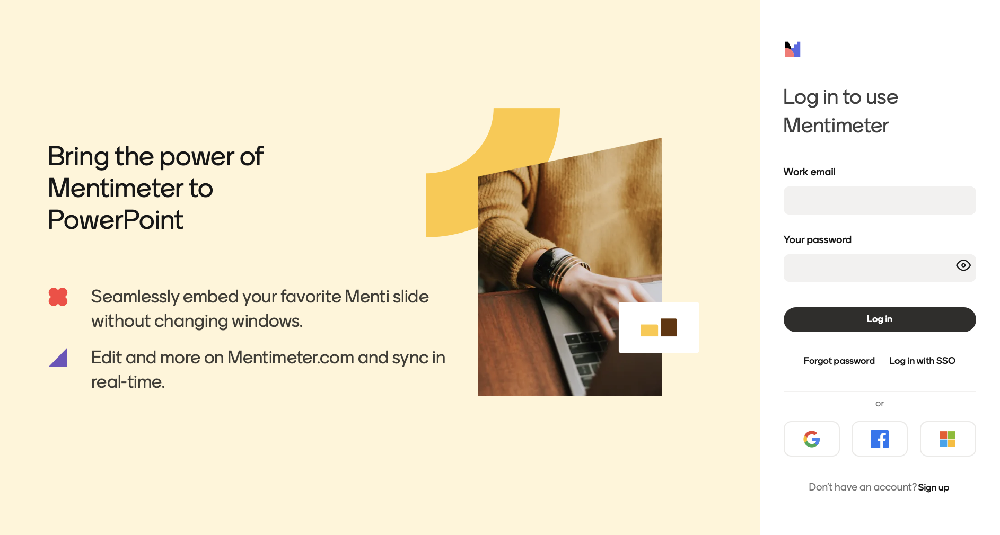 Bring the power of
Mentimeter to
PowerPoint
Seamlessly embed your favorite Menti slide
without changing windows.
Edit and more on Mentimeter.com and sync in
real-time.
Log in to use
Mentimeter
Work email
Your password
Log in
Forgot password Log in with SSO
or
Don't have an account? Sign up